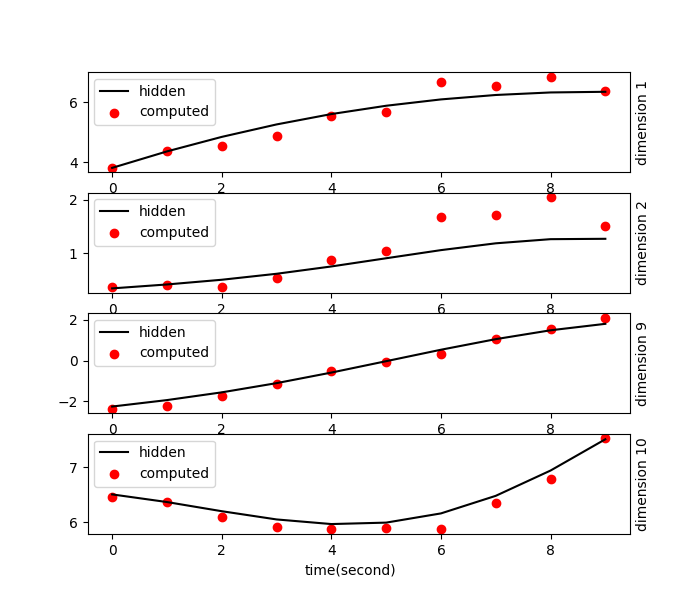 hidden
computed
6
4
0 2 4 6 8
dimension 1
hidden
computed
2
1
0 2 4 6 8
dimension 2
hidden
computed
2
0
−2
0 2 4 6 8
dimension 9
hidden
computed
7
6
0 2 4 6 8
dimension 10
time(second)